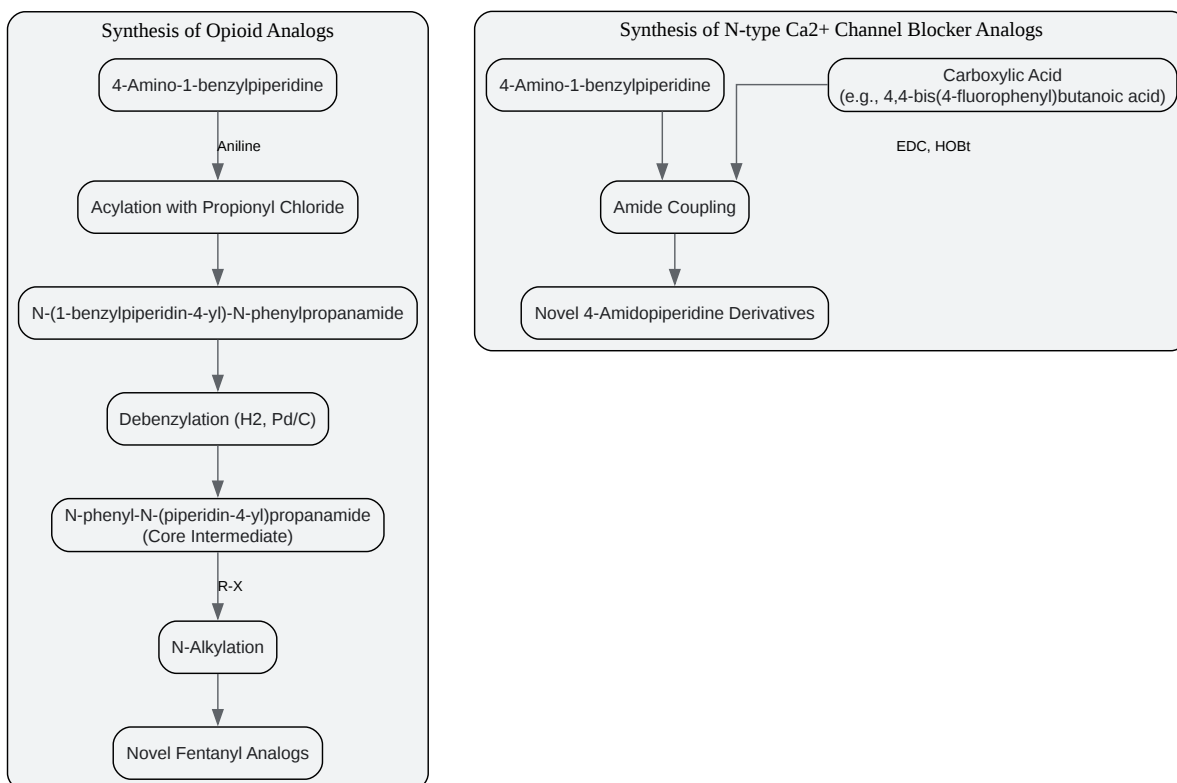 Synthesis of Opioid Analogs
4-Amino-1-benzylpiperidine
Aniline
Acylation with Propionyl Chloride
N-(1-benzylpiperidin-4-yl)-N-phenylpropanamide
Debenzylation (H2, Pd/C)
N-phenyl-N-(piperidin-4-yl)propanamide
(Core Intermediate)
R-X
N-Alkylation
Novel Fentanyl Analogs
Synthesis of N-type Ca2+ Channel Blocker Analogs
4-Amino-1-benzylpiperidine
Carboxylic Acid
(e.g., 4,4-bis(4-fluorophenyl)butanoic acid)
EDC, HOBt
Amide Coupling
Novel 4-Amidopiperidine Derivatives